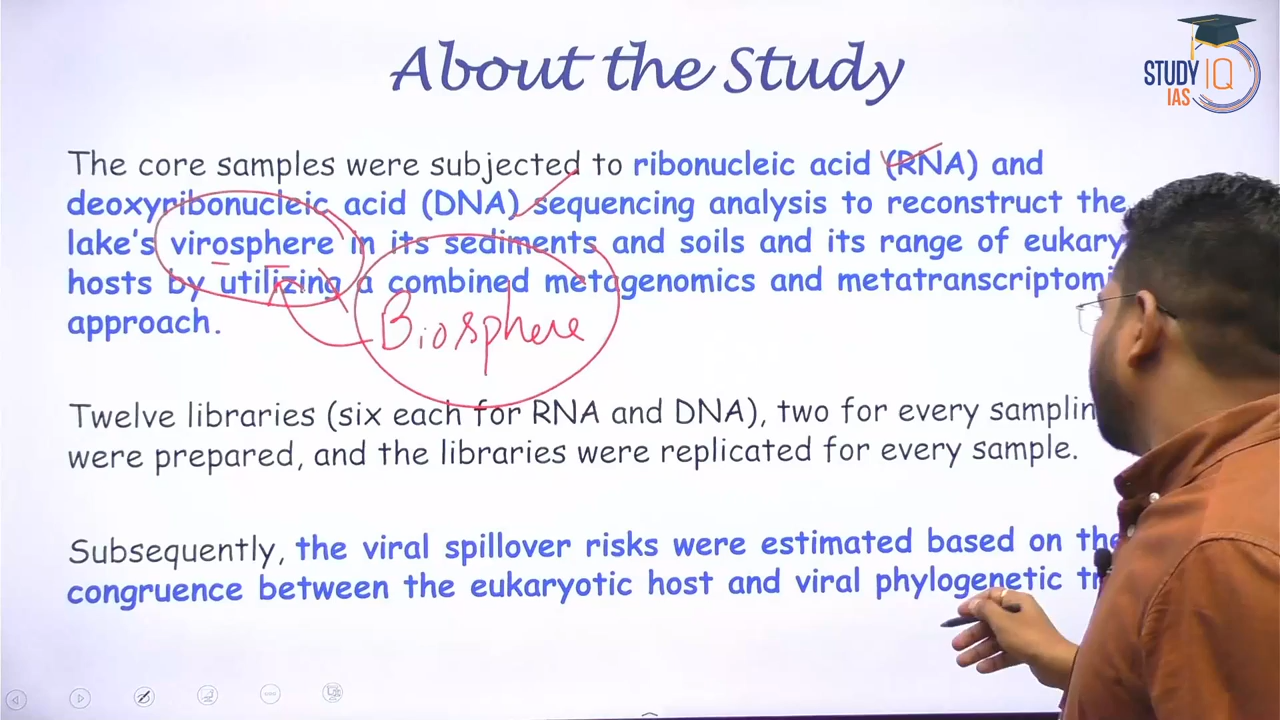 About the Study
STUDY IQ
IAS
The core samples were subjected to ribonucleic acid (RNA) and
deoxyribonucleic acid (DNA) sequencing analysis to reconstruct the
lake's virosphere in its sediments and soils and its range of eukary
hosts by utilizing a combined metagenomics and metatranscriptomi
approach.
Biosphere
Twelve libraries (six each for RNA and DNA), two for every samplin
were prepared, and the libraries were replicated for every sample.
Subsequently, the viral spillover risks were estimated based on the
congruence between the eukaryotic host and viral phylogenetic tr